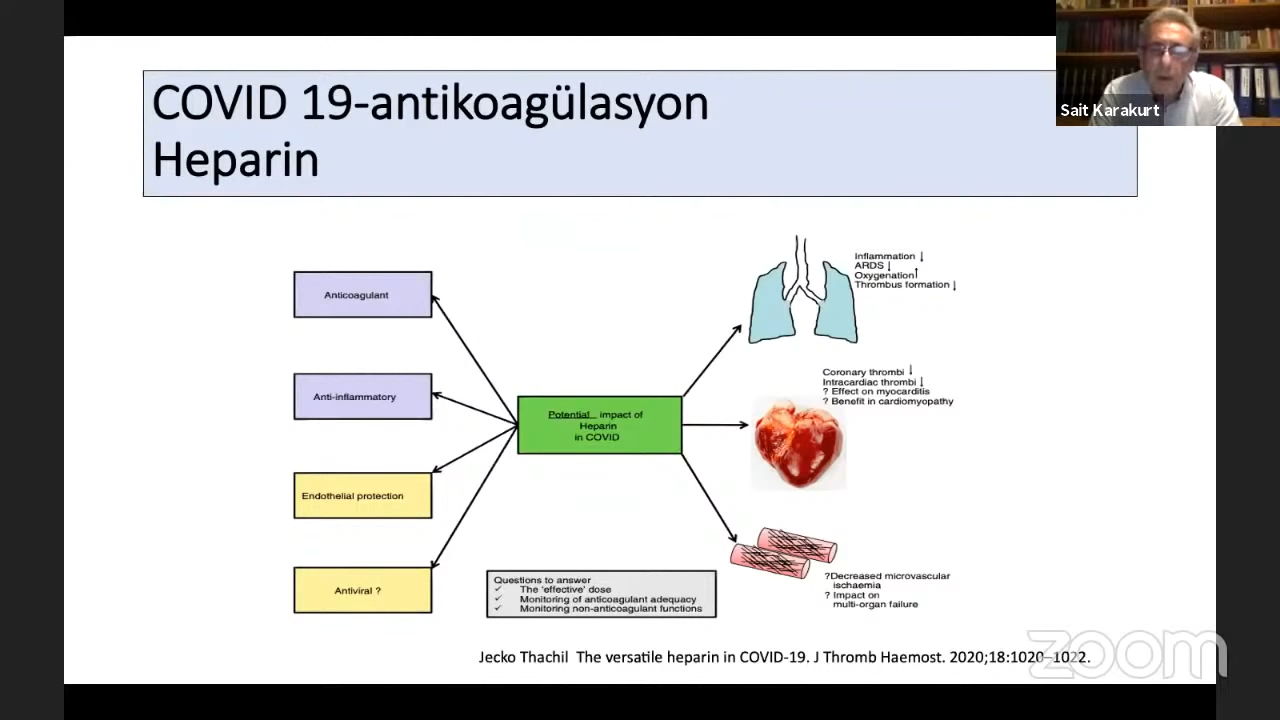 COVID 19-antikoagülasyon
Heparin
Sait Karakurt
Anticoagulant
Anti-inflammatory
Endothelial protection
Antiviral ?
Potential impact of
Heparin
in COVID
Inflammation ↓
ARDS ↓
Oxygenation↑
Thrombus formation ↓
Coronary thrombi ↓
Intracardiac thrombi ↓
? Effect on myocarditis
? Benefit in cardiomyopathy
?Decreased microvascular
ischaemia
? Impact on
multi-organ failure
Questions to answer
✓ The 'effective' dose
✓ Monitoring of anticoagulant adequacy
✓ Monitoring non-anticoagulant functions
Jecko Thachil The versatile heparin in COVID-19. J Thromb Haemost. 2020;18:1020–1022.
zoom